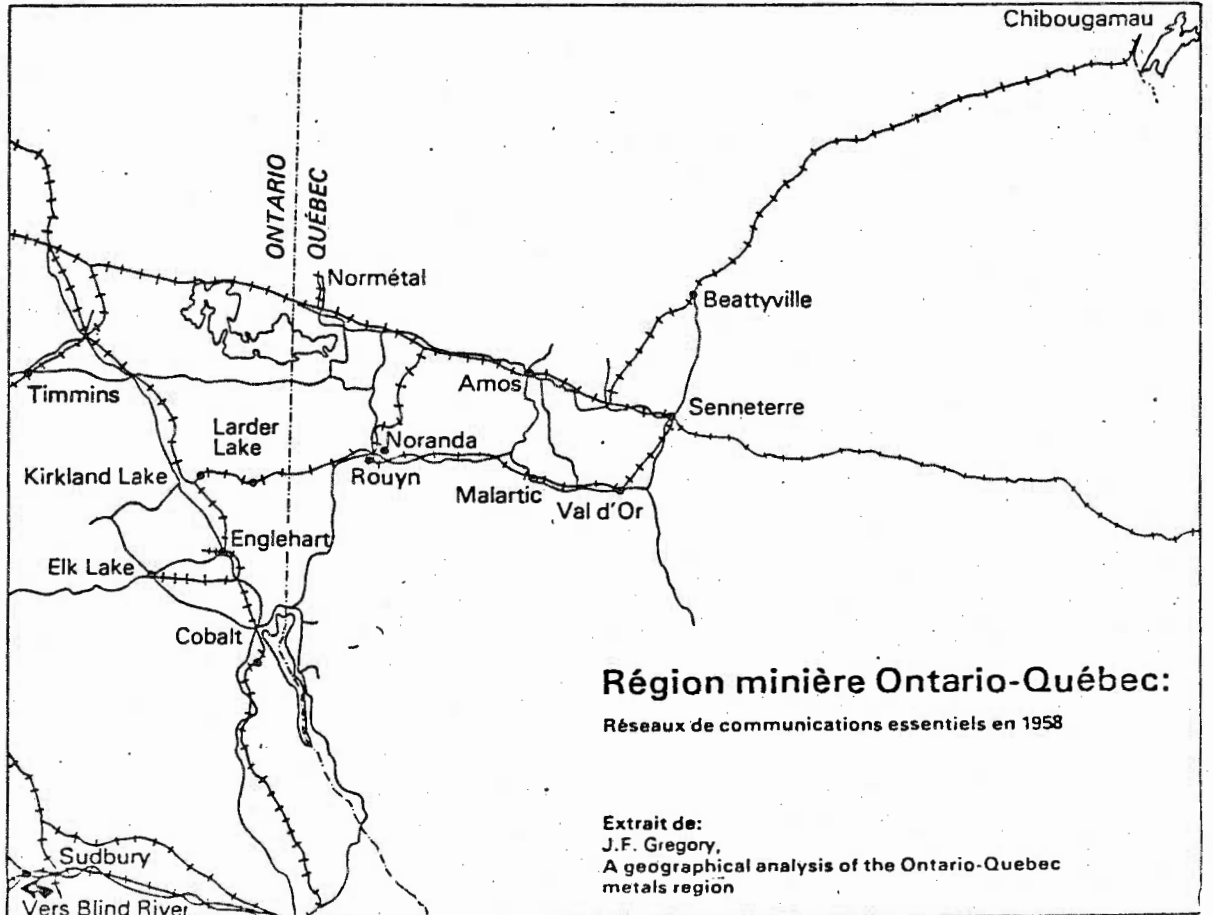 Chibougamau
ONTARIO
QUÉBEC
Normétal
Beattyville
Timmins
Amos
Senneterre
Larder
Lake
Noranda
Kirkland Lake
Rouyn
Malartic
Val d'Or
Englehart
Elk Lake
Cobalt
Région minière Ontario-Québec:
Réseaux de communications essentiels en 1958
Extrait de:
J.F. Gregory,
A geographical analysis of the Ontario-Quebec
metals region
Sudbury
Vers Blind River